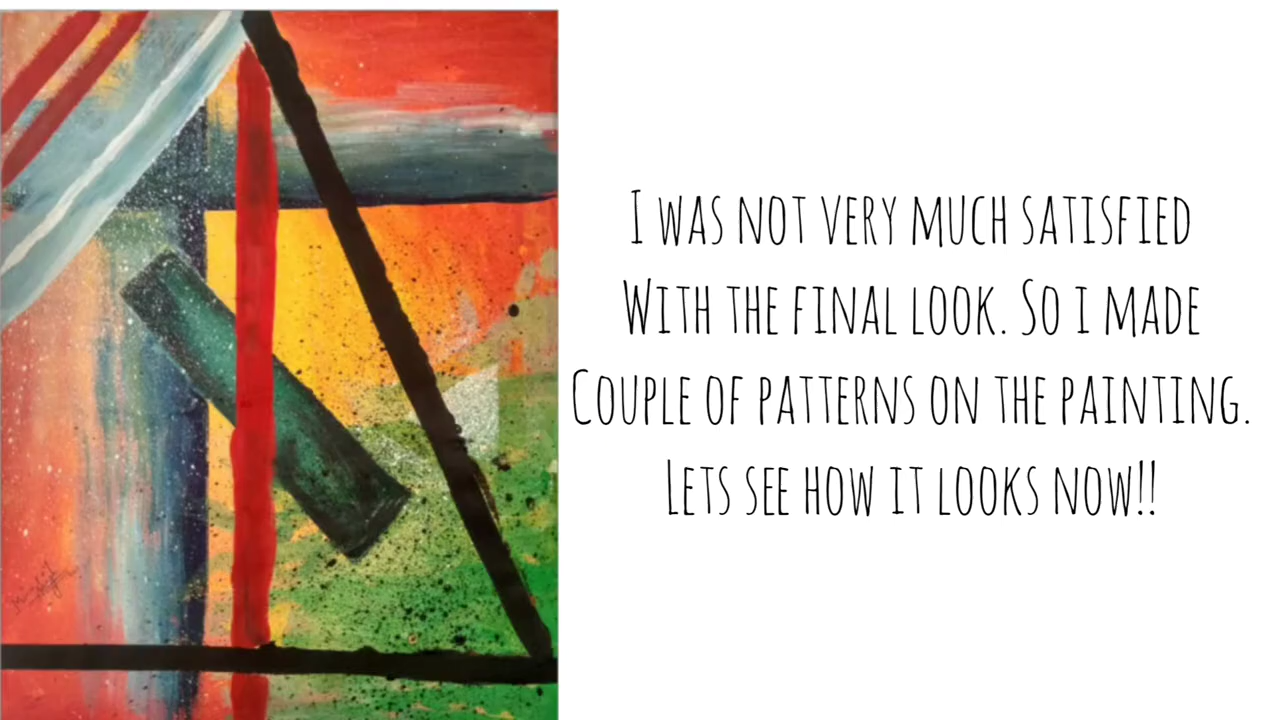 I was not very much satisfied
With the final look. So i made
Couple of patterns on the painting.
Lets see how it looks now!!